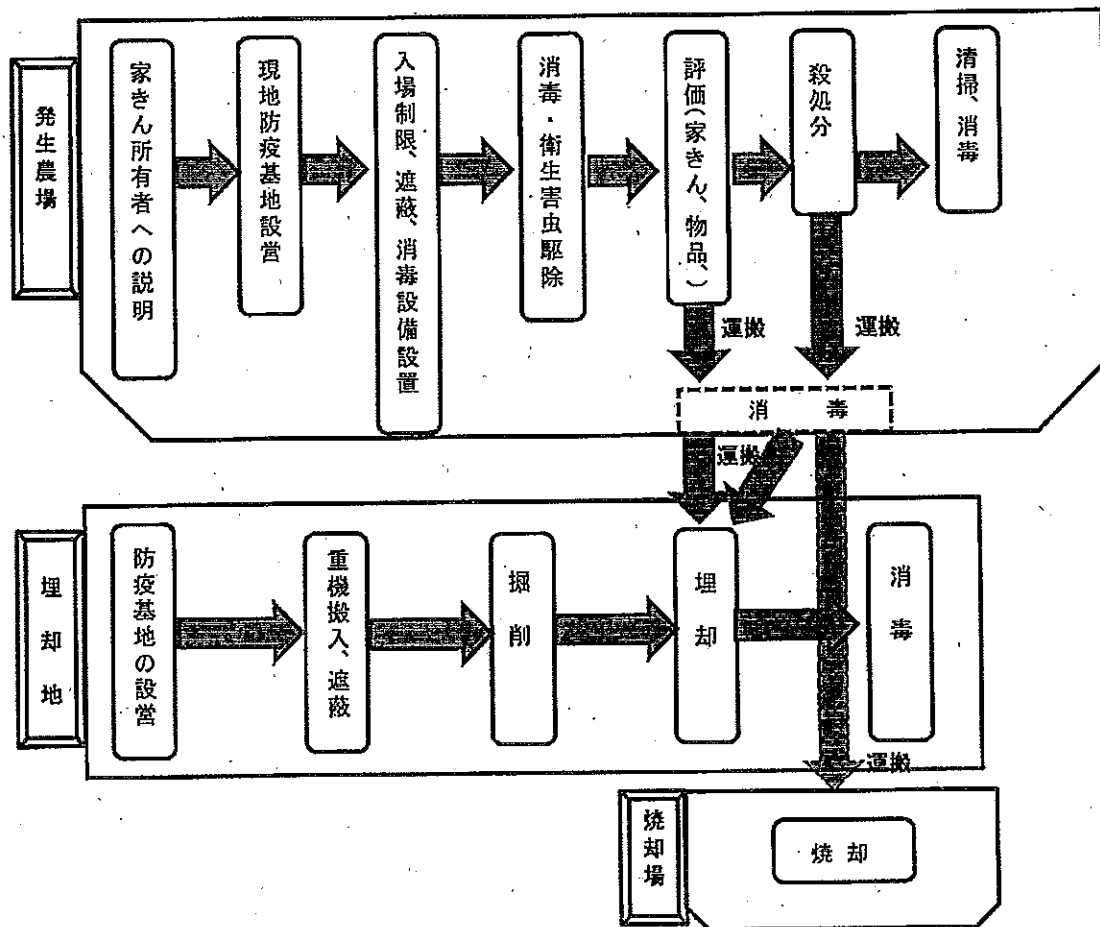 発生農場
家きん所有者への説明
現地防疫基地設営
入場制限、遮蔽、消毒設備設置
消毒・衛生害虫駆除
評価(家きん、物品、)
殺処分
清掃、消毒
運搬
運搬
消毒
運搬
埋却地
防疫基地の設営
重機搬入、遮蔽
掘削
埋却
消毒
運搬
焼却場
焼却